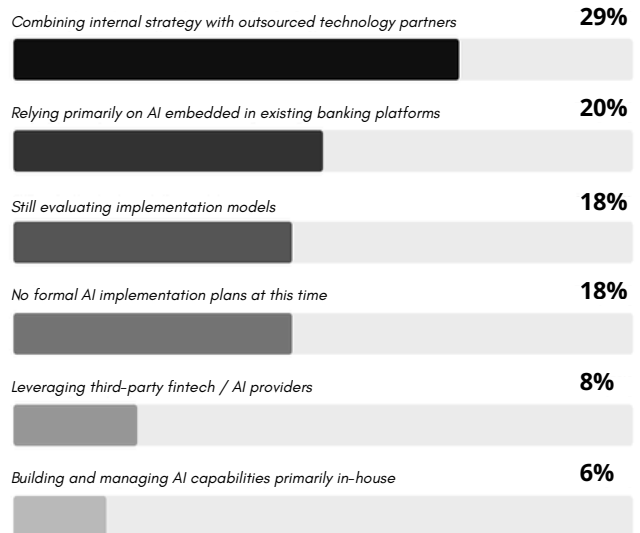 Combining internal strategy with outsourced technology partners 29%
Relying primarily on AI embedded in existing banking platforms 20%
Still evaluating implementation models 18%
No formal AI implementation plans at this time 18%
Leveraging third-party fintech / AI providers 8%
Building and managing AI capabilities primarily in-house 6%